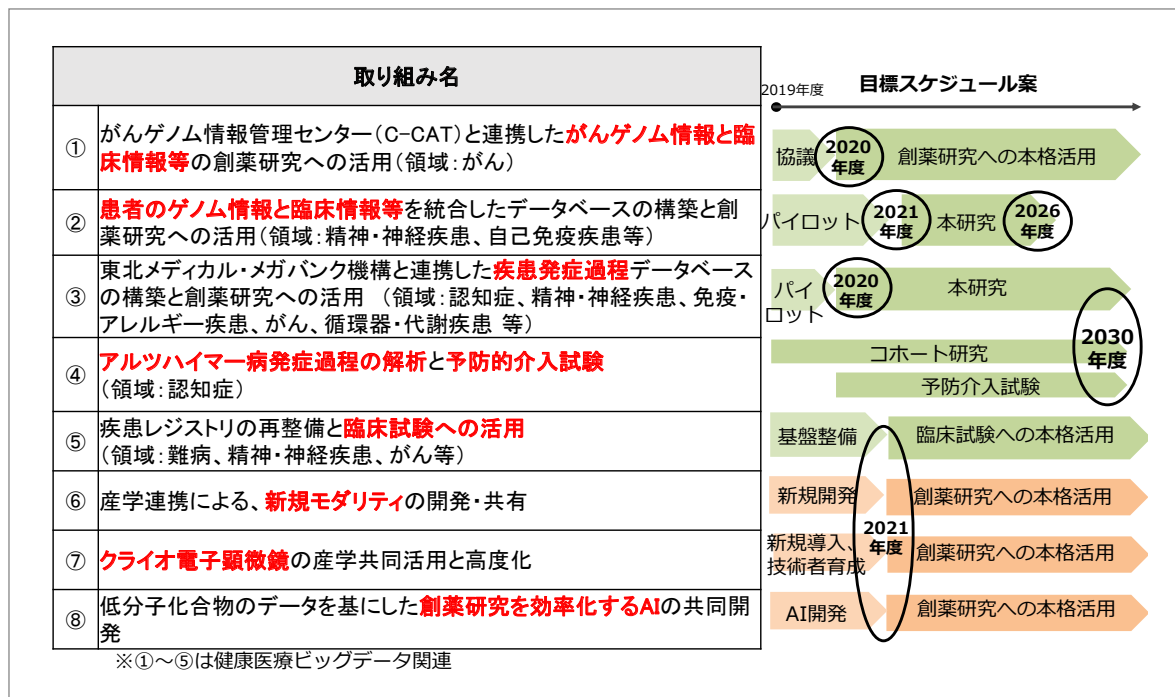 取り組み名
2019年度
目標スケジュール案
①
がんゲノム情報管理センター（C-CAT）と連携したがんゲノム情報と臨
床情報等の創薬研究への活用（領域：がん）
協議
2020
年度
創薬研究への本格活用
②
患者のゲノム情報と臨床情報等を統合したデータベースの構築と創
薬研究への活用（領域：精神・神経疾患、自己免疫疾患等）
パイロット
2021
年度
本研究
2026
年度
③
東北メディカル・メガバンク機構と連携した疾患発症過程データベース
の構築と創薬研究への活用　（領域：認知症、精神・神経疾患、免疫・
アレルギー疾患、がん、循環器・代謝疾患 等）
パイ
ロット
2020
年度
本研究
④
アルツハイマー病発症過程の解析と予防的介入試験
（領域：認知症）
コホート研究
予防介入試験
2030
年度
⑤
疾患レジストリの再整備と臨床試験への活用
（領域：難病、精神・神経疾患、がん等）
基盤整備
臨床試験への本格活用
⑥
産学連携による、新規モダリティの開発・共有
新規開発
創薬研究への本格活用
2021
年度
⑦
クライオ電子顕微鏡の産学共同活用と高度化
新規導入、
技術者育成
創薬研究への本格活用
⑧
低分子化合物のデータを基にした創薬研究を効率化するAIの共同開
発
AI開発
創薬研究への本格活用
※①～⑤は健康医療ビッグデータ関連